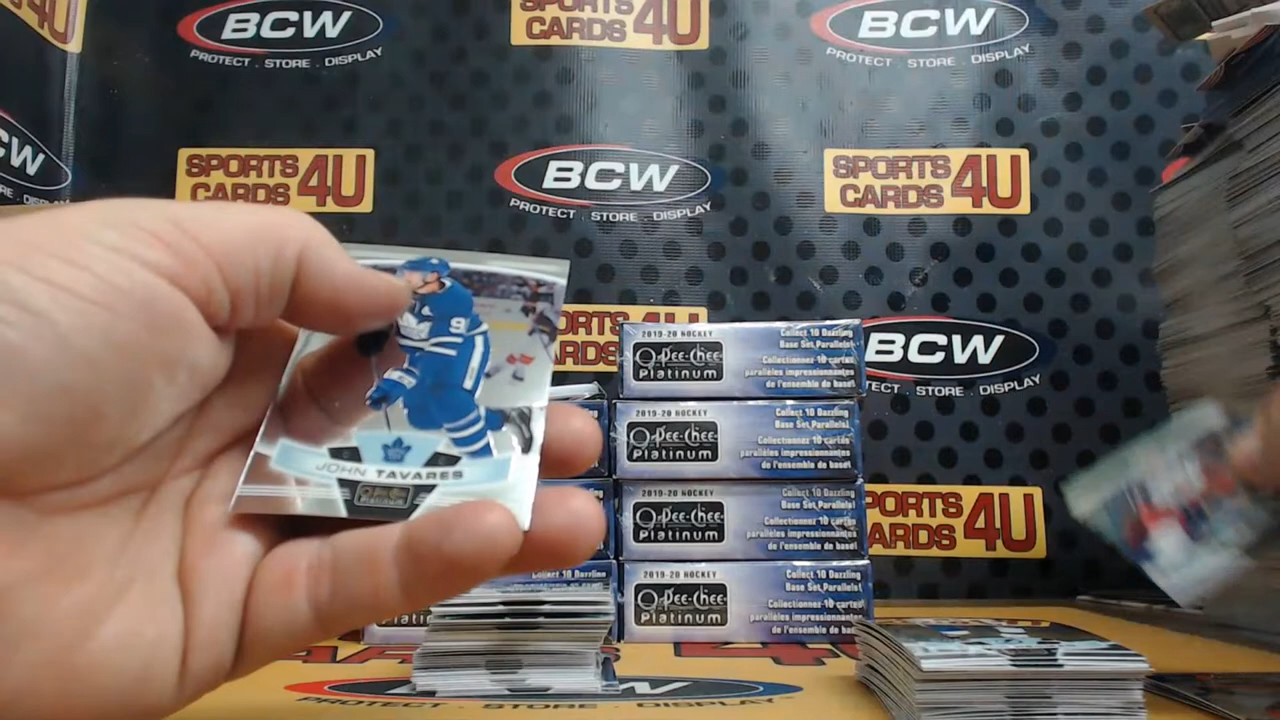 BCW
PROTECT . STORE . DISPLAY
SPORTS
CARDS 4U
BCW
PROTECT . STORE . DISPLAY
CW
SPORTS
CARDS 4U
BCW
PROTECT . STORE . DISPLAY
SPORTS
CARDS 4U
9
JOHN TAVARES
ORTS
ARDS
2019-20 HOCKEY
O-Pee-Chee
Platinum
Collect 10 Dazzling
Base Set Parallels!
Collectionnez 10 cartes
parallèles impressionnantes
de l'ensemble de base!
BCW
TECT . STORE . DISPLAY
2019-20 HOCKEY
O-Pee-Chee
Platinum
Collect 10 Dazzling
Base Set Parallels!
Collectionnez 10 cartes
parallèles impressionnantes
de l'ensemble de base!
2019-20 HOCKEY
O-Pee-Chee
Platinum
Collect 10 Dazzling
Base Set Parallels!
Collectionnez 10 cartes
parallèles impressionnantes
de l'ensemble de base!
PORTS
CARDS 4U
2019-20 HOCKEY
O-Pee-Chee
Platinum
Collect 10 Dazzling
Base Set Parallels!
Collectionnez 10 cartes
parallèles impressionnantes
de l'ensemble de base!
Collect 10 Dazzling